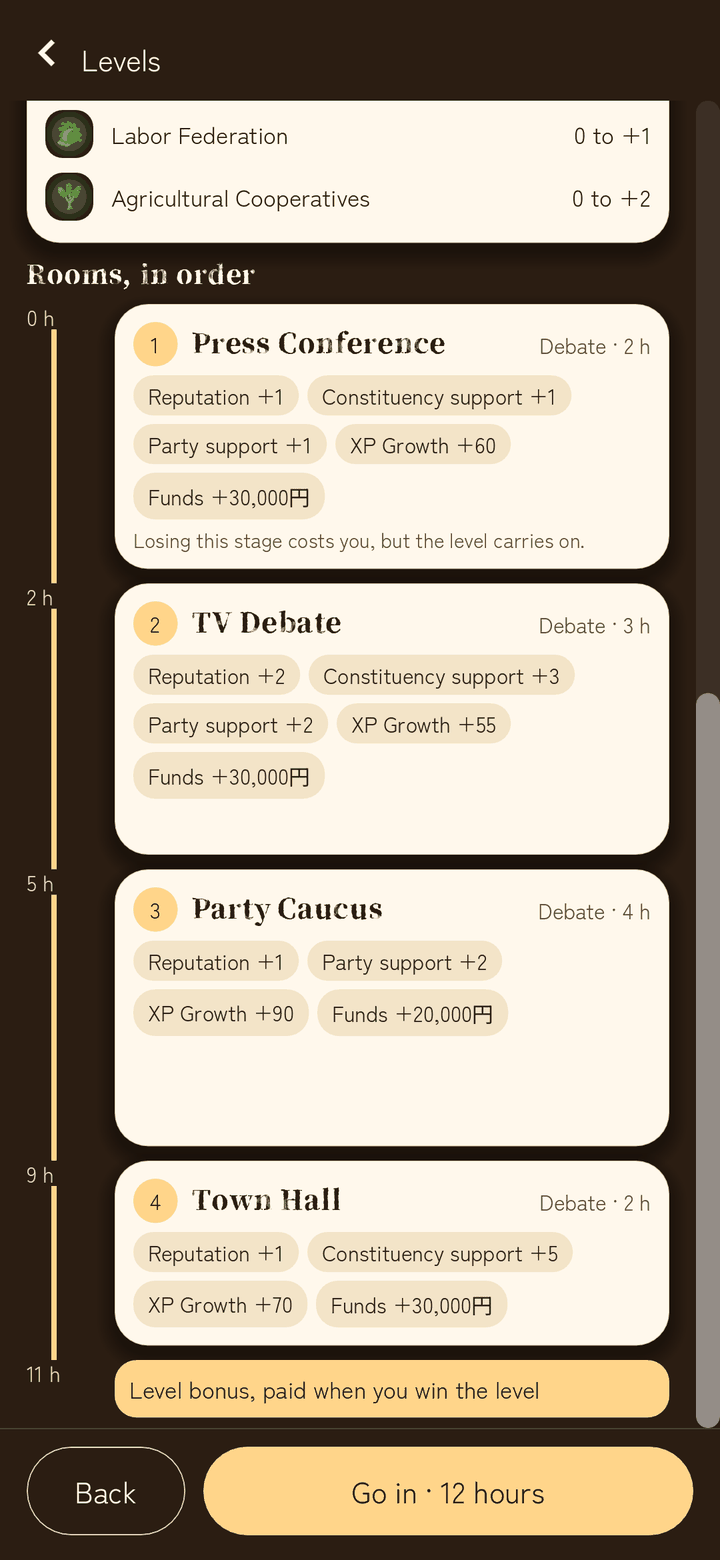 Levels
Labor Federation 0 to +1
Agricultural Cooperatives 0 to +2
Rooms, in order
0 h
1 Press Conference Debate · 2 h
Reputation +1 Constituency support +1
Party support +1 XP Growth +60
Funds +30,000円
Losing this stage costs you, but the level carries on.
2 h
2 TV Debate Debate · 3 h
Reputation +2 Constituency support +3
Party support +2 XP Growth +55
Funds +30,000円
5 h
3 Party Caucus Debate · 4 h
Reputation +1 Party support +2
XP Growth +90 Funds +20,000円
9 h
4 Town Hall Debate · 2 h
Reputation +1 Constituency support +5
XP Growth +70 Funds +30,000円
11 h
Level bonus, paid when you win the level
Back Go in · 12 hours